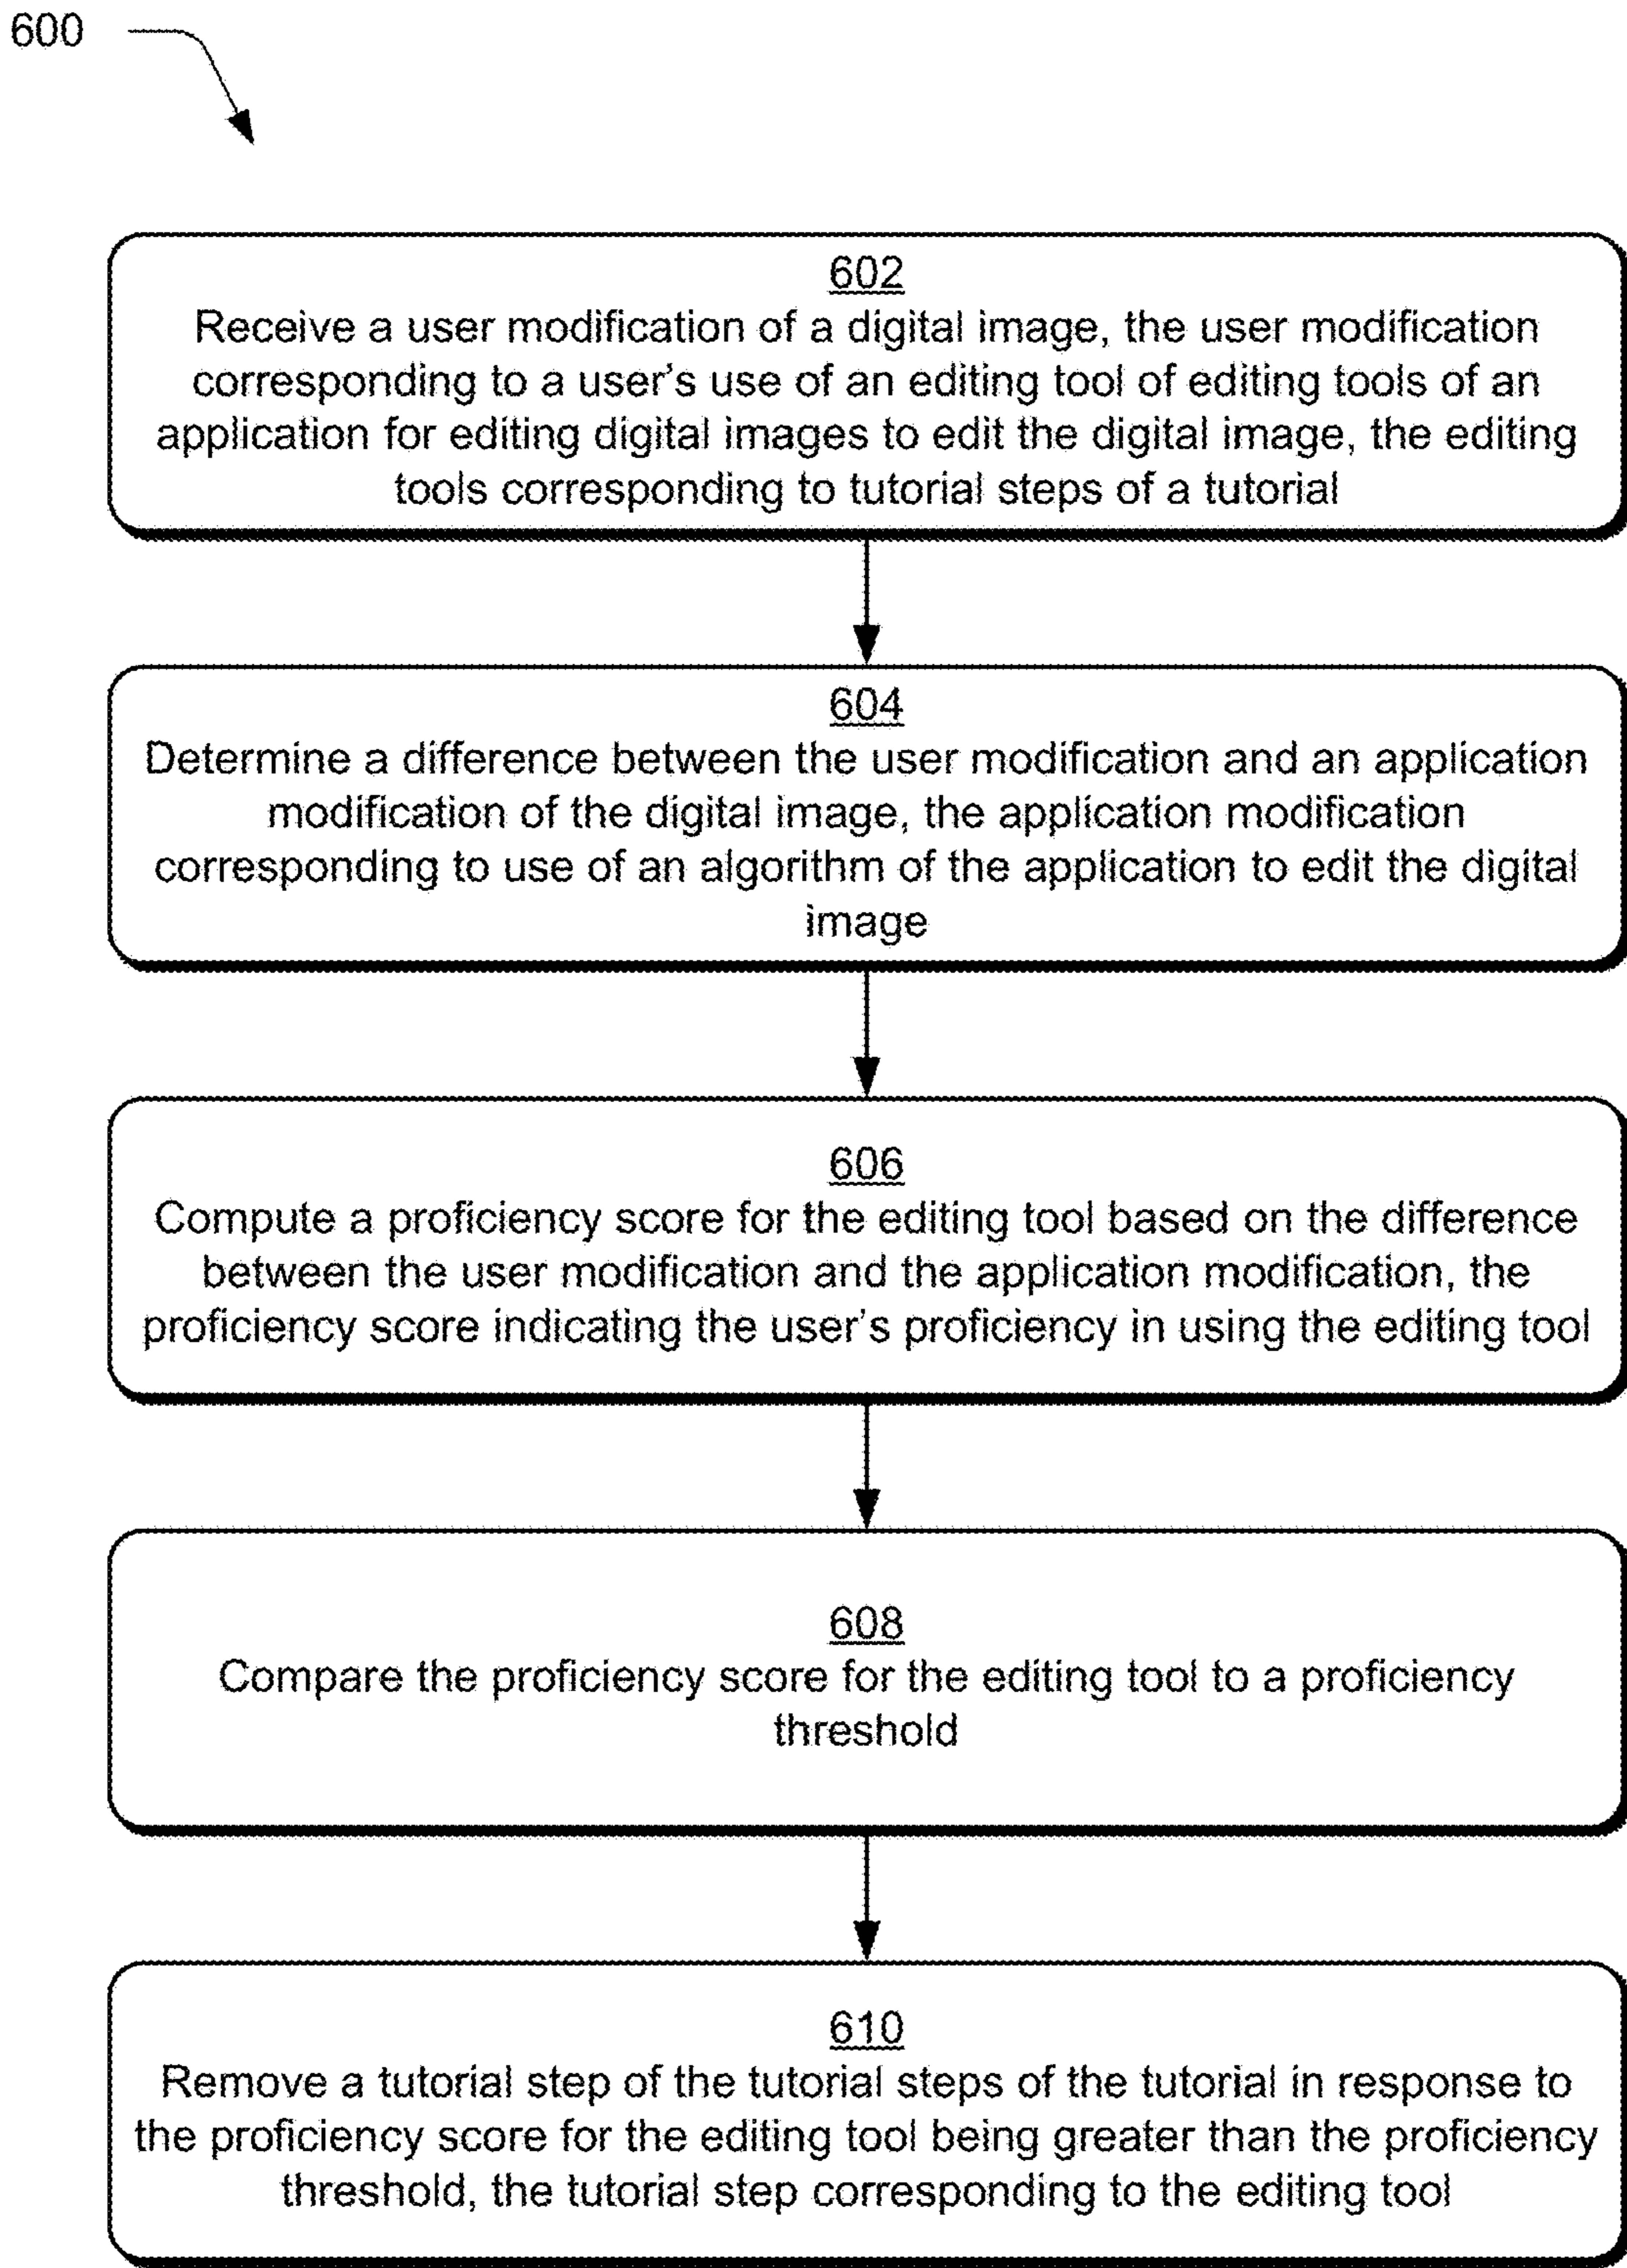 600
602
Receive a user modification of a digital image, the user modification
corresponding to a user’s use of an editing tool of editing tools of an
application for editing digital images to edit the digital image, the editing
tools corresponding to tutorial steps of a tutorial
604
Determine a difference between the user modification and an application
modification of the digital image, the application modification
corresponding to use of an algorithm of the application to edit the digital
image
606
Compute a proficiency score for the editing tool based on the difference
between the user modification and the application modification, the
proficiency score indicating the user’s proficiency in using the editing tool
608
Compare the proficiency score for the editing tool to a proficiency
threshold
610
Remove a tutorial step of the tutorial steps of the tutorial in response to
the proficiency score for the editing tool being greater than the proficiency
threshold, the tutorial step corresponding to the editing tool